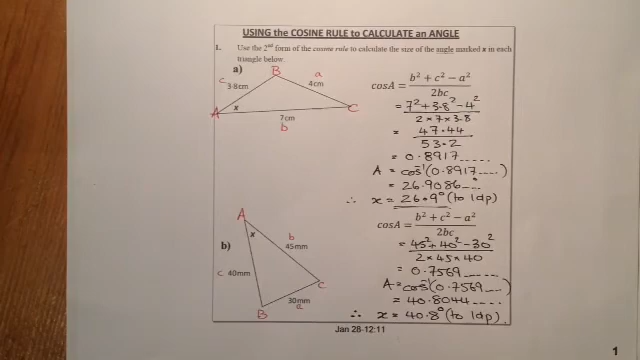 USING the COSINE RULE to CALCULATE an ANGLE
1. Use the 2nd form of the cosine rule to calculate the size of the angle marked x in each
triangle below.
a)
B
c
3·8cm
a
4cm
A
x
C
7cm
b
cosA = b² + c² − a² / 2bc
= 7² + 3·8² − 4² / 2 × 7 × 3·8
= 47·44 / 53·2
= 0·8917.....
A = cos⁻¹(0·8917....)
= 26·9086...°
∴ x = 26·9° (to 1dp)
b)
A
x
b
45mm
c 40mm
C
30mm
a
B
cosA = b² + c² − a² / 2bc
= 45² + 40² − 30² / 2 × 45 × 40
= 0·7569......
A = cos⁻¹(0·7569....)
= 40·8044.....
∴ x = 40·8° (to 1dp).
Jan 28-12:11
1